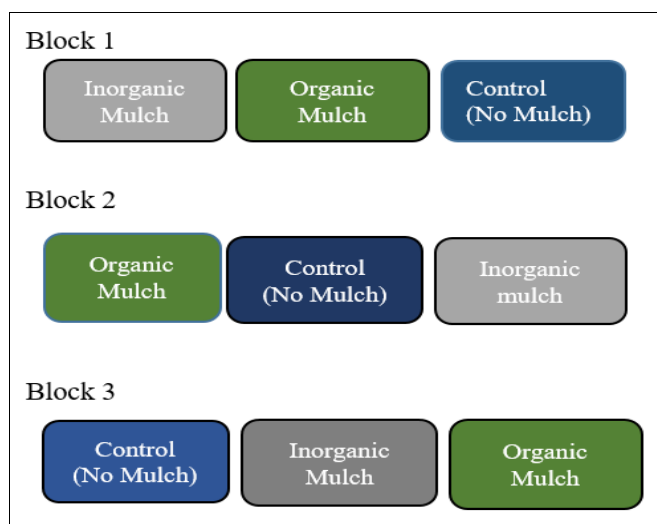 Block 1
Inorganic
Mulch
Organic
Mulch
Control
(No Mulch)
Block 2
Organic
Mulch
Control
(No Mulch)
Inorganic
mulch
Block 3
Control
(No Mulch)
Inorganic
Mulch
Organic
Mulch